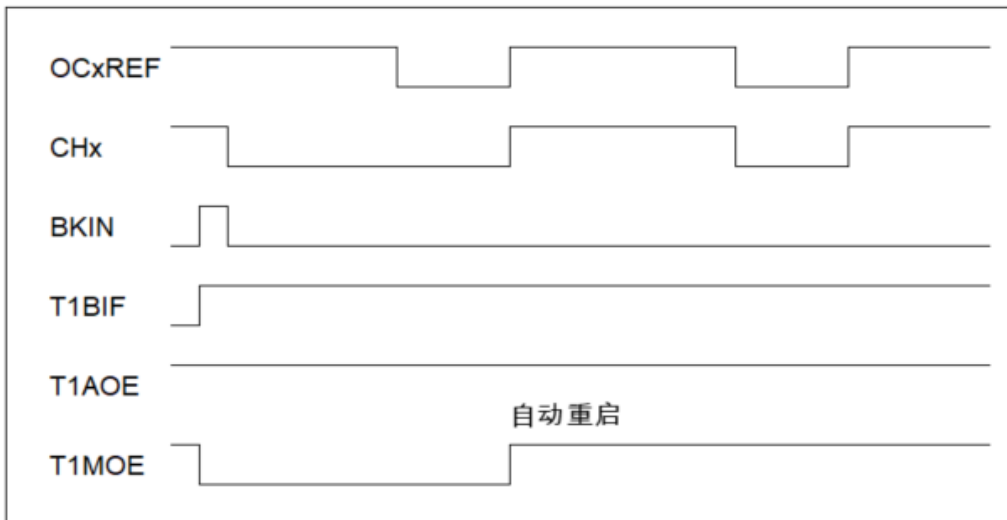 OCxREF
CHx
BKIN
T1BIF
T1AOE
自动重启
T1MOE